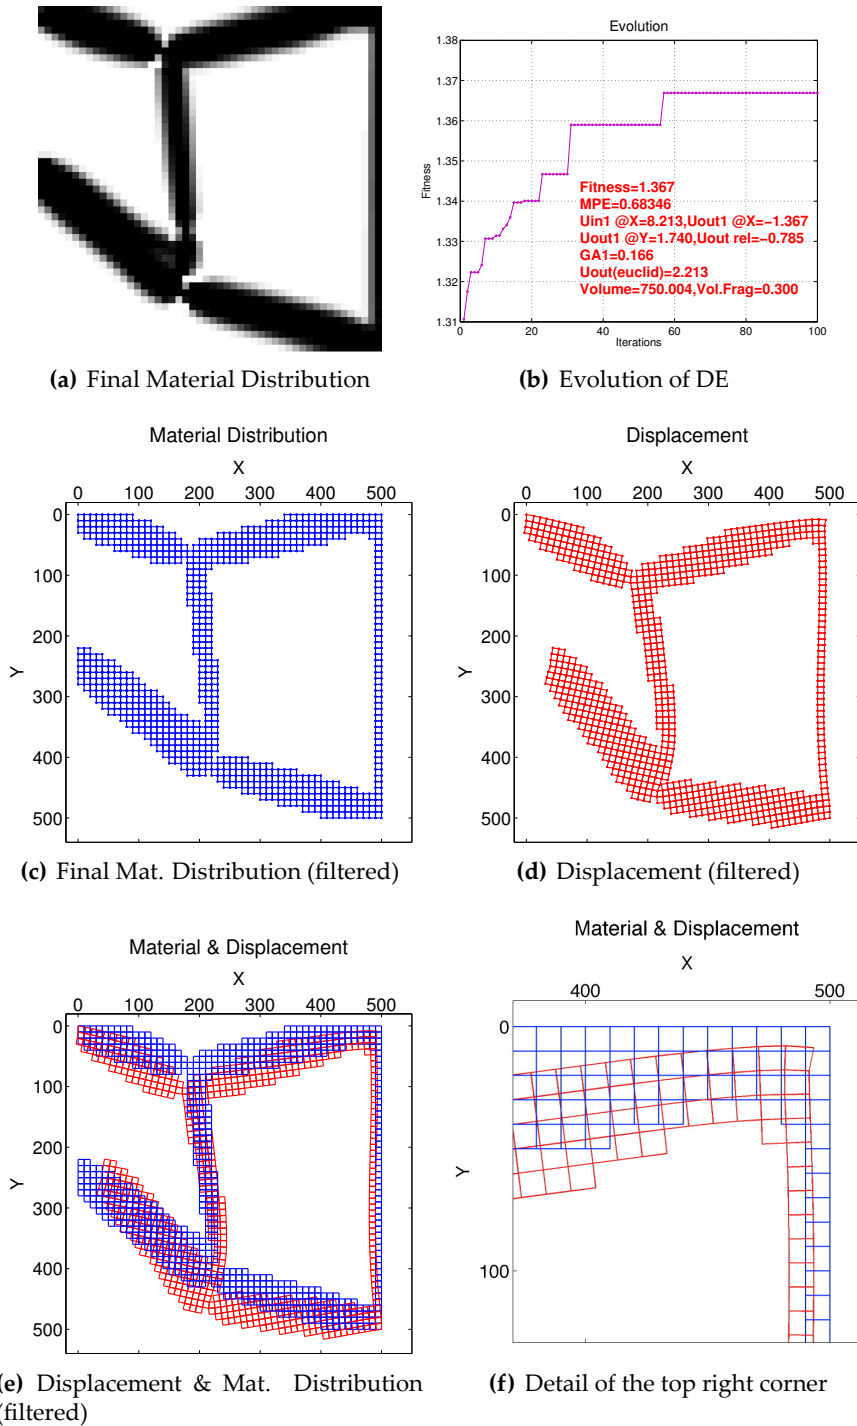 Evolution
1.38
1.37
1.36
1.35
1.34
1.33
1.32
1.31
Fitness
Fitness=1.367
MPE=0.68346
Uin1 @X=8.213,Uout1 @X=−1.367
Uout1 @Y=1.740,Uout rel=−0.785
GA1=0.166
Uout(euclid)=2.213
Volume=750.004,Vol.Frag=0.300
0 20 40 60 80 100
Iterations
(a) Final Material Distribution
(b) Evolution of DE
Material Distribution
X
0 100 200 300 400 500
0
100
200
300
400
500
Y
Displacement
X
0 100 200 300 400 500
0
100
200
300
400
500
Y
(c) Final Mat. Distribution (filtered)
(d) Displacement (filtered)
Material & Displacement
X
0 100 200 300 400 500
0
100
200
300
400
500
Y
Material & Displacement
X
400 500
0
100
Y
(e) Displacement & Mat. Distribution
(filtered)
(f) Detail of the top right corner